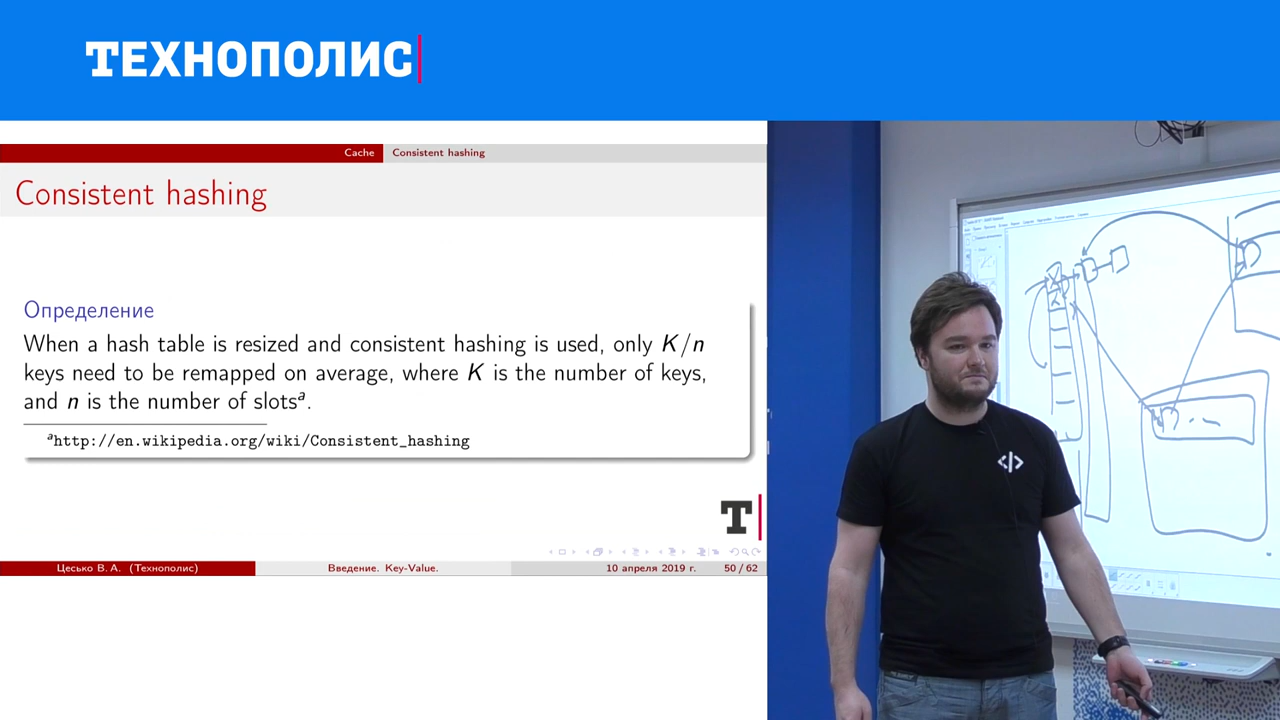 ТЕХНОПОЛИС
Cache
Consistent hashing
Consistent hashing
Определение
When a hash table is resized and consistent hashing is used, only K/n
keys need to be remapped on average, where K is the number of keys,
and n is the number of slotsª.
ªhttp://en.wikipedia.org/wiki/Consistent_hashing
T
Цесько В. А. (Технополис)
Введение. Key-Value.
10 апреля 2019 г.
50 / 62